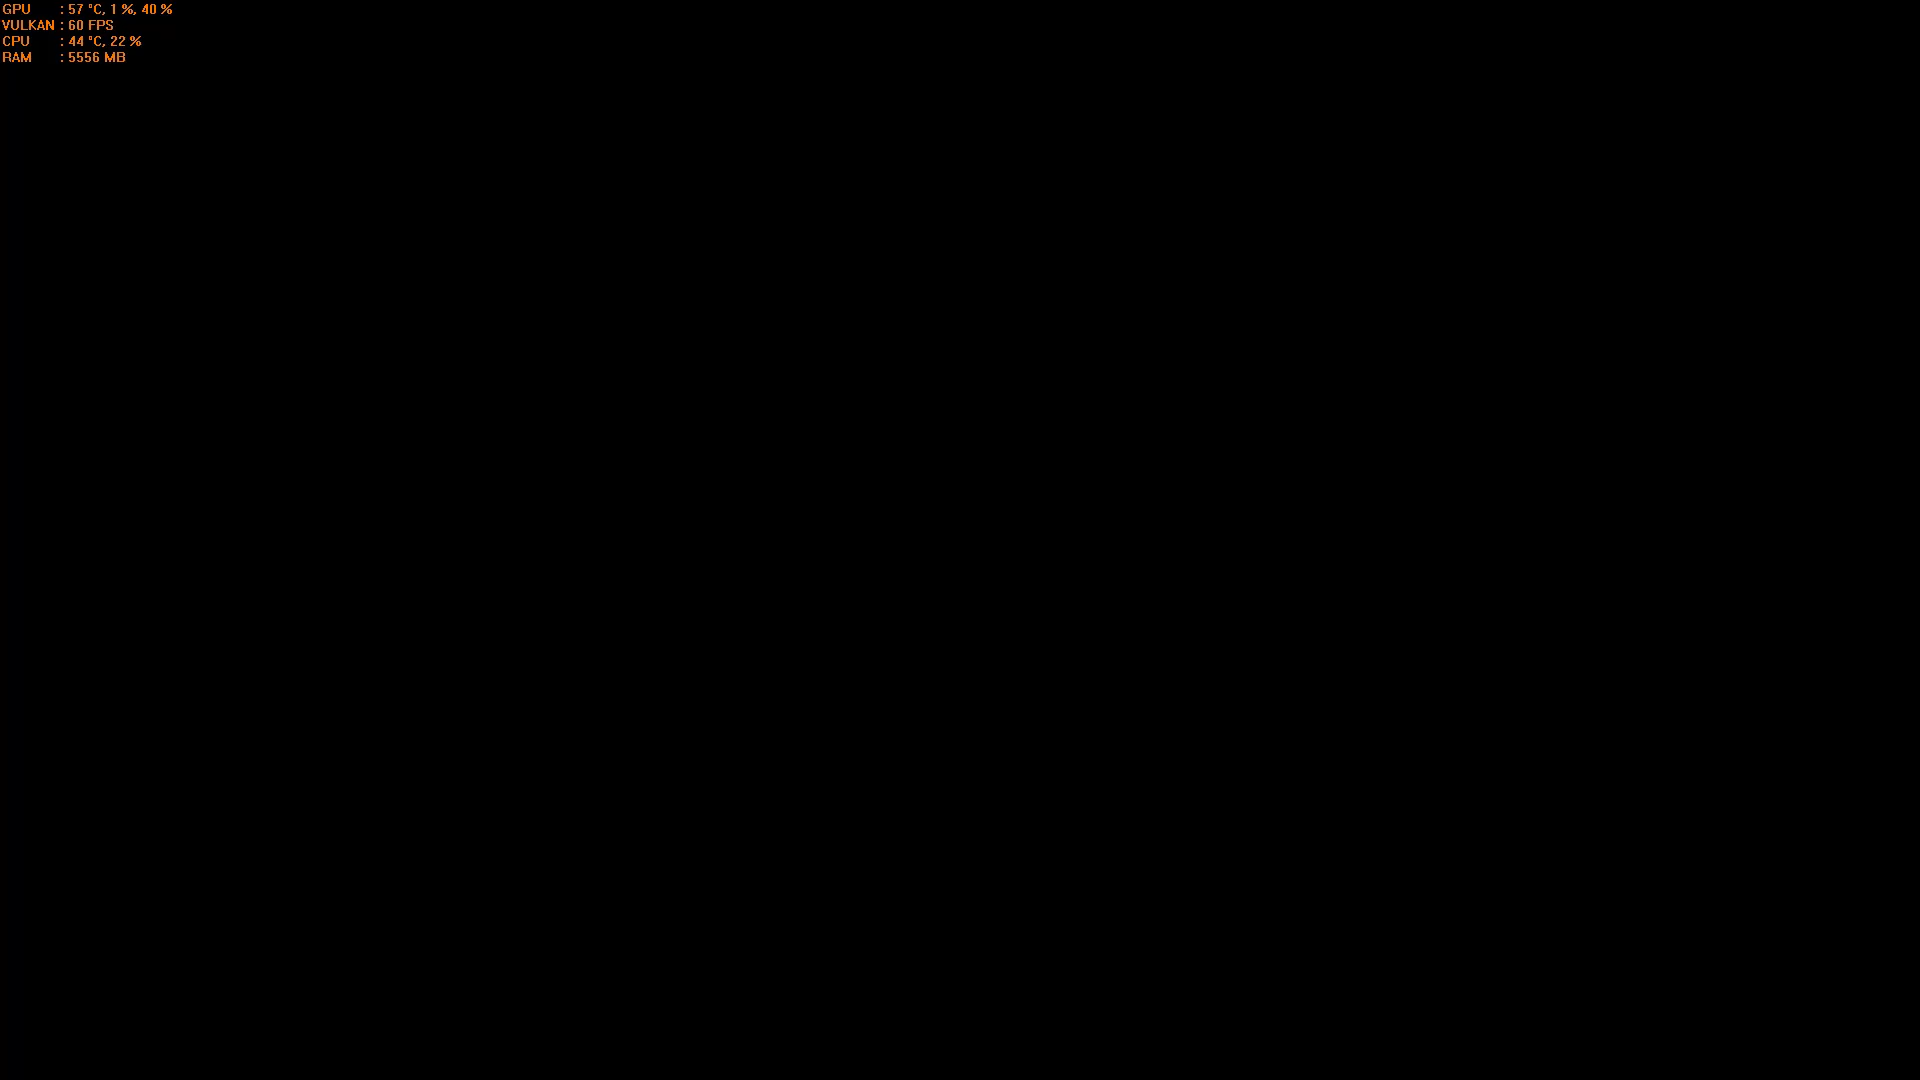 GPU : 57 °C, 1 %, 40 %
VULKAN : 60 FPS
CPU : 44 °C, 22 %
RAM : 5556 MB